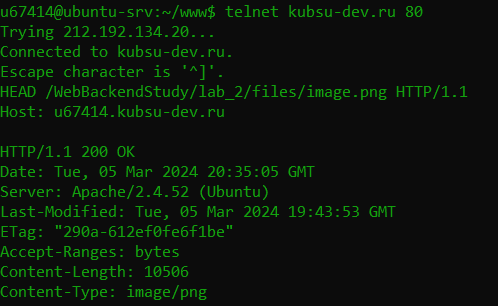 u67414@ubuntu-srv:~/www$ telnet kubsu-dev.ru 80
Trying 212.192.134.20...
Connected to kubsu-dev.ru.
Escape character is '^]'.
HEAD /WebBackendStudy/lab_2/files/image.png HTTP/1.1
Host: u67414.kubsu-dev.ru

HTTP/1.1 200 OK
Date: Tue, 05 Mar 2024 20:35:05 GMT
Server: Apache/2.4.52 (Ubuntu)
Last-Modified: Tue, 05 Mar 2024 19:43:53 GMT
ETag: "290a-612ef0fe6f1be"
Accept-Ranges: bytes
Content-Length: 10506
Content-Type: image/png